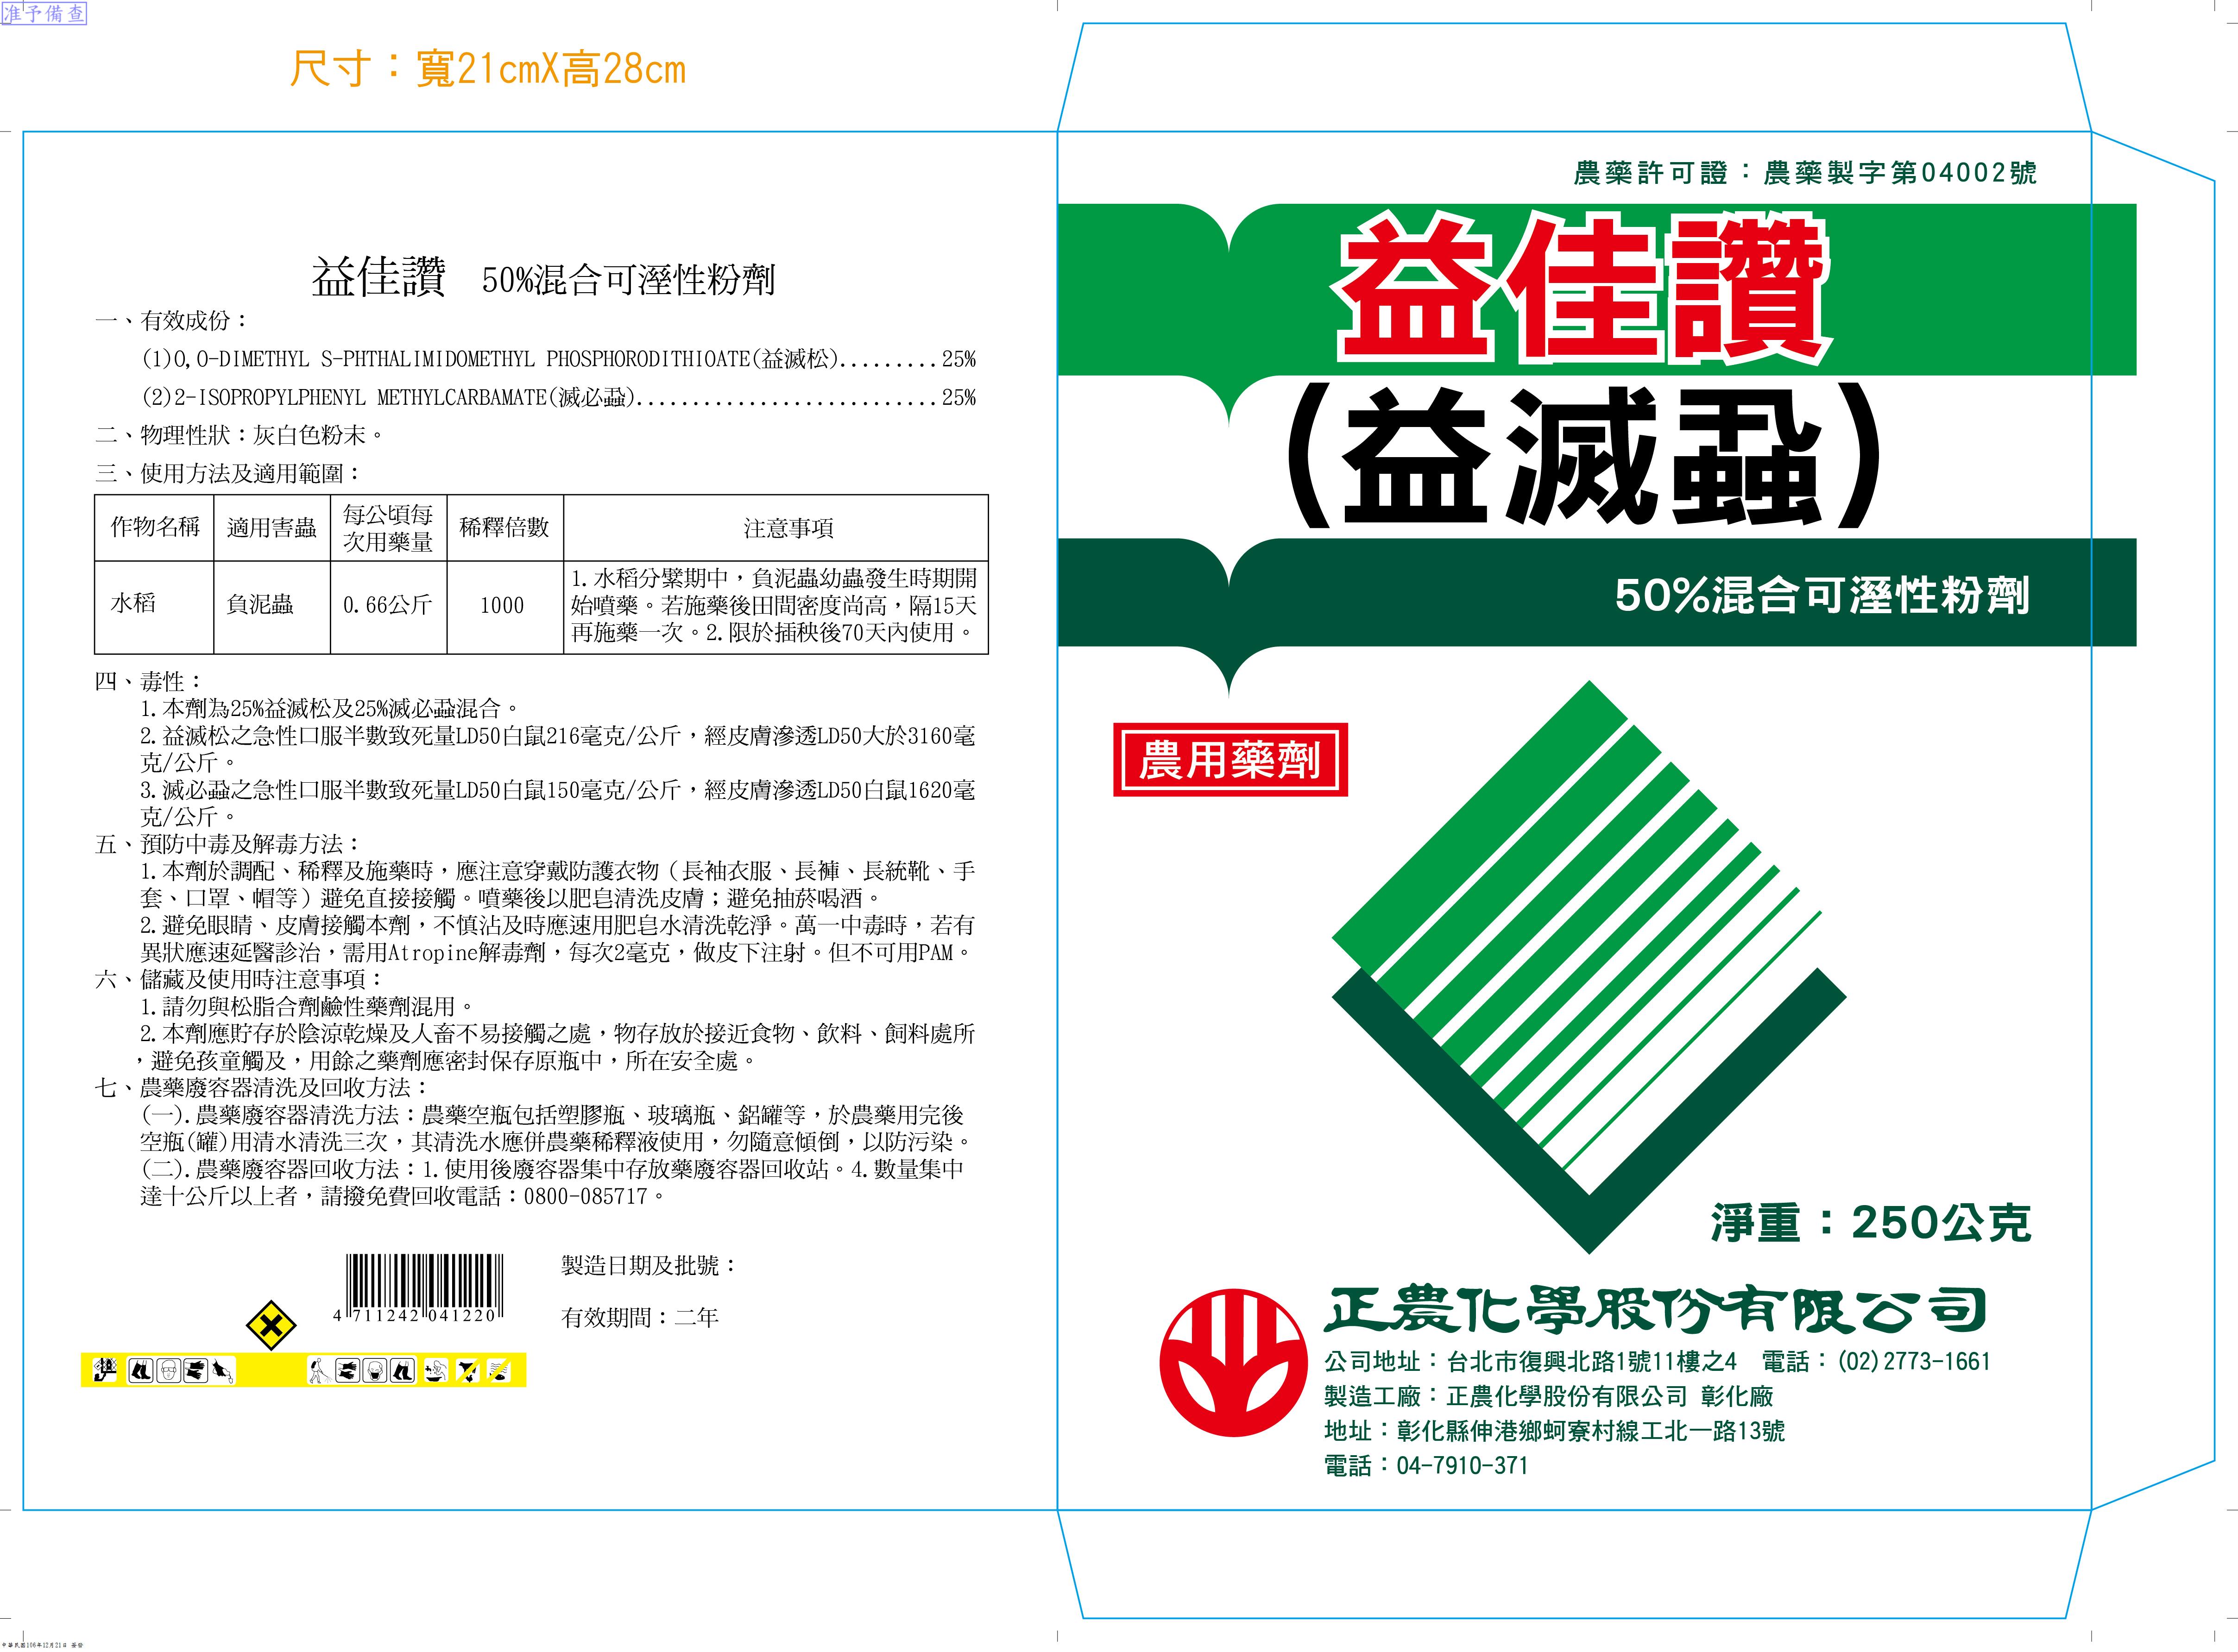 准予備查
尺寸：寬21cmX高28cm
益佳讚 50%混合可溼性粉劑
一、有效成份：
(1)O,O-DIMETHYL S-PHTHALIMIDOMETHYL PHOSPHORODITHIOATE(益滅松).........25%
(2)2-ISOPROPYLPHENYL METHYLCARBAMATE(滅必蝨)...........................25%
二、物理性狀：灰白色粉末。
三、使用方法及適用範圍：
作物名稱 適用害蟲 每公頃每次用藥量 稀釋倍數 注意事項
水稻 負泥蟲 0.66公斤 1000
1.水稻分櫱期中，負泥蟲幼蟲發生時期開
始噴藥。若施藥後田間密度尚高，隔15天
再施藥一次。2.限於插秧後70天內使用。
四、毒性：
1.本劑為25%益滅松及25%滅必蝨混合。
2.益滅松之急性口服半數致死量LD50白鼠216毫克/公斤，經皮膚滲透LD50大於3160毫
克/公斤。
3.滅必蝨之急性口服半數致死量LD50白鼠150毫克/公斤，經皮膚滲透LD50白鼠1620毫
克/公斤。
五、預防中毒及解毒方法：
1.本劑於調配、稀釋及施藥時，應注意穿戴防護衣物（長袖衣服、長褲、長統靴、手
套、口罩、帽等）避免直接接觸。噴藥後以肥皂清洗皮膚；避免抽菸喝酒。
2.避免眼睛、皮膚接觸本劑，不慎沾及時應速用肥皂水清洗乾淨。萬一中毒時，若有
異狀應速延醫診治，需用Atropine解毒劑，每次2毫克，做皮下注射。但不可用PAM。
六、儲藏及使用時注意事項：
1.請勿與松脂合劑鹼性藥劑混用。
2.本劑應貯存於陰涼乾燥及人畜不易接觸之處，物存放於接近食物、飲料、飼料處所
，避免孩童觸及，用餘之藥劑應密封保存原瓶中，所在安全處。
七、農藥廢容器清洗及回收方法：
(一).農藥廢容器清洗方法：農藥空瓶包括塑膠瓶、玻璃瓶、鋁罐等，於農藥用完後
空瓶(罐)用清水清洗三次，其清洗水應併農藥稀釋液使用，勿隨意傾倒，以防污染。
(二).農藥廢容器回收方法：1.使用後廢容器集中存放藥廢容器回收站。4.數量集中
達十公斤以上者，請撥免費回收電話：0800-085717。
4 711242 041220
製造日期及批號：
有效期間：二年
農藥許可證：農藥製字第04002號
益佳讚
(益滅蝨)
50%混合可溼性粉劑
農用藥劑
淨重：250公克
正農化學股份有限公司
公司地址：台北市復興北路1號11樓之4 電話：(02)2773-1661
製造工廠：正農化學股份有限公司 彰化廠
地址：彰化縣伸港鄉蚵寮村線工北一路13號
電話：04-7910-371